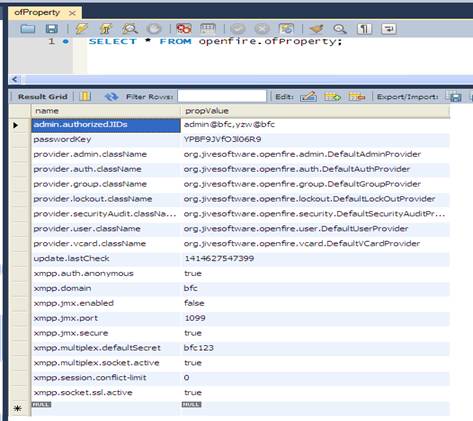 ofProperty ×
1 SELECT * FROM openfire.ofProperty;
Result Grid Filter Rows: Edit: Export/Import:
name propValue
admin.authorizedJIDs admin@bfc,yzw@bfc
passwordKey
provider.admin.className org.jivesoftware.openfire.admin.DefaultAdminProvider
provider.auth.className org.jivesoftware.openfire.auth.DefaultAuthProvider
provider.group.className org.jivesoftware.openfire.group.DefaultGroupProvider
provider.lockout.className org.jivesoftware.openfire.lockout.DefaultLockOutProvider
provider.securityAudit.classNa... org.jivesoftware.openfire.security.DefaultSecurityAuditPr...
provider.user.className org.jivesoftware.openfire.user.DefaultUserProvider
provider.vcard.className org.jivesoftware.openfire.vcard.DefaultVCardProvider
update.lastCheck 1414627547399
xmpp.auth.anonymous true
xmpp.domain bfc
xmpp.jmx.enabled false
xmpp.jmx.port 1099
xmpp.jmx.secure true
xmpp.multiplex.defaultSecret bfc123
xmpp.multiplex.socket.active true
xmpp.session.conflict-limit 0
xmpp.socket.ssl.active true
NULL NULL